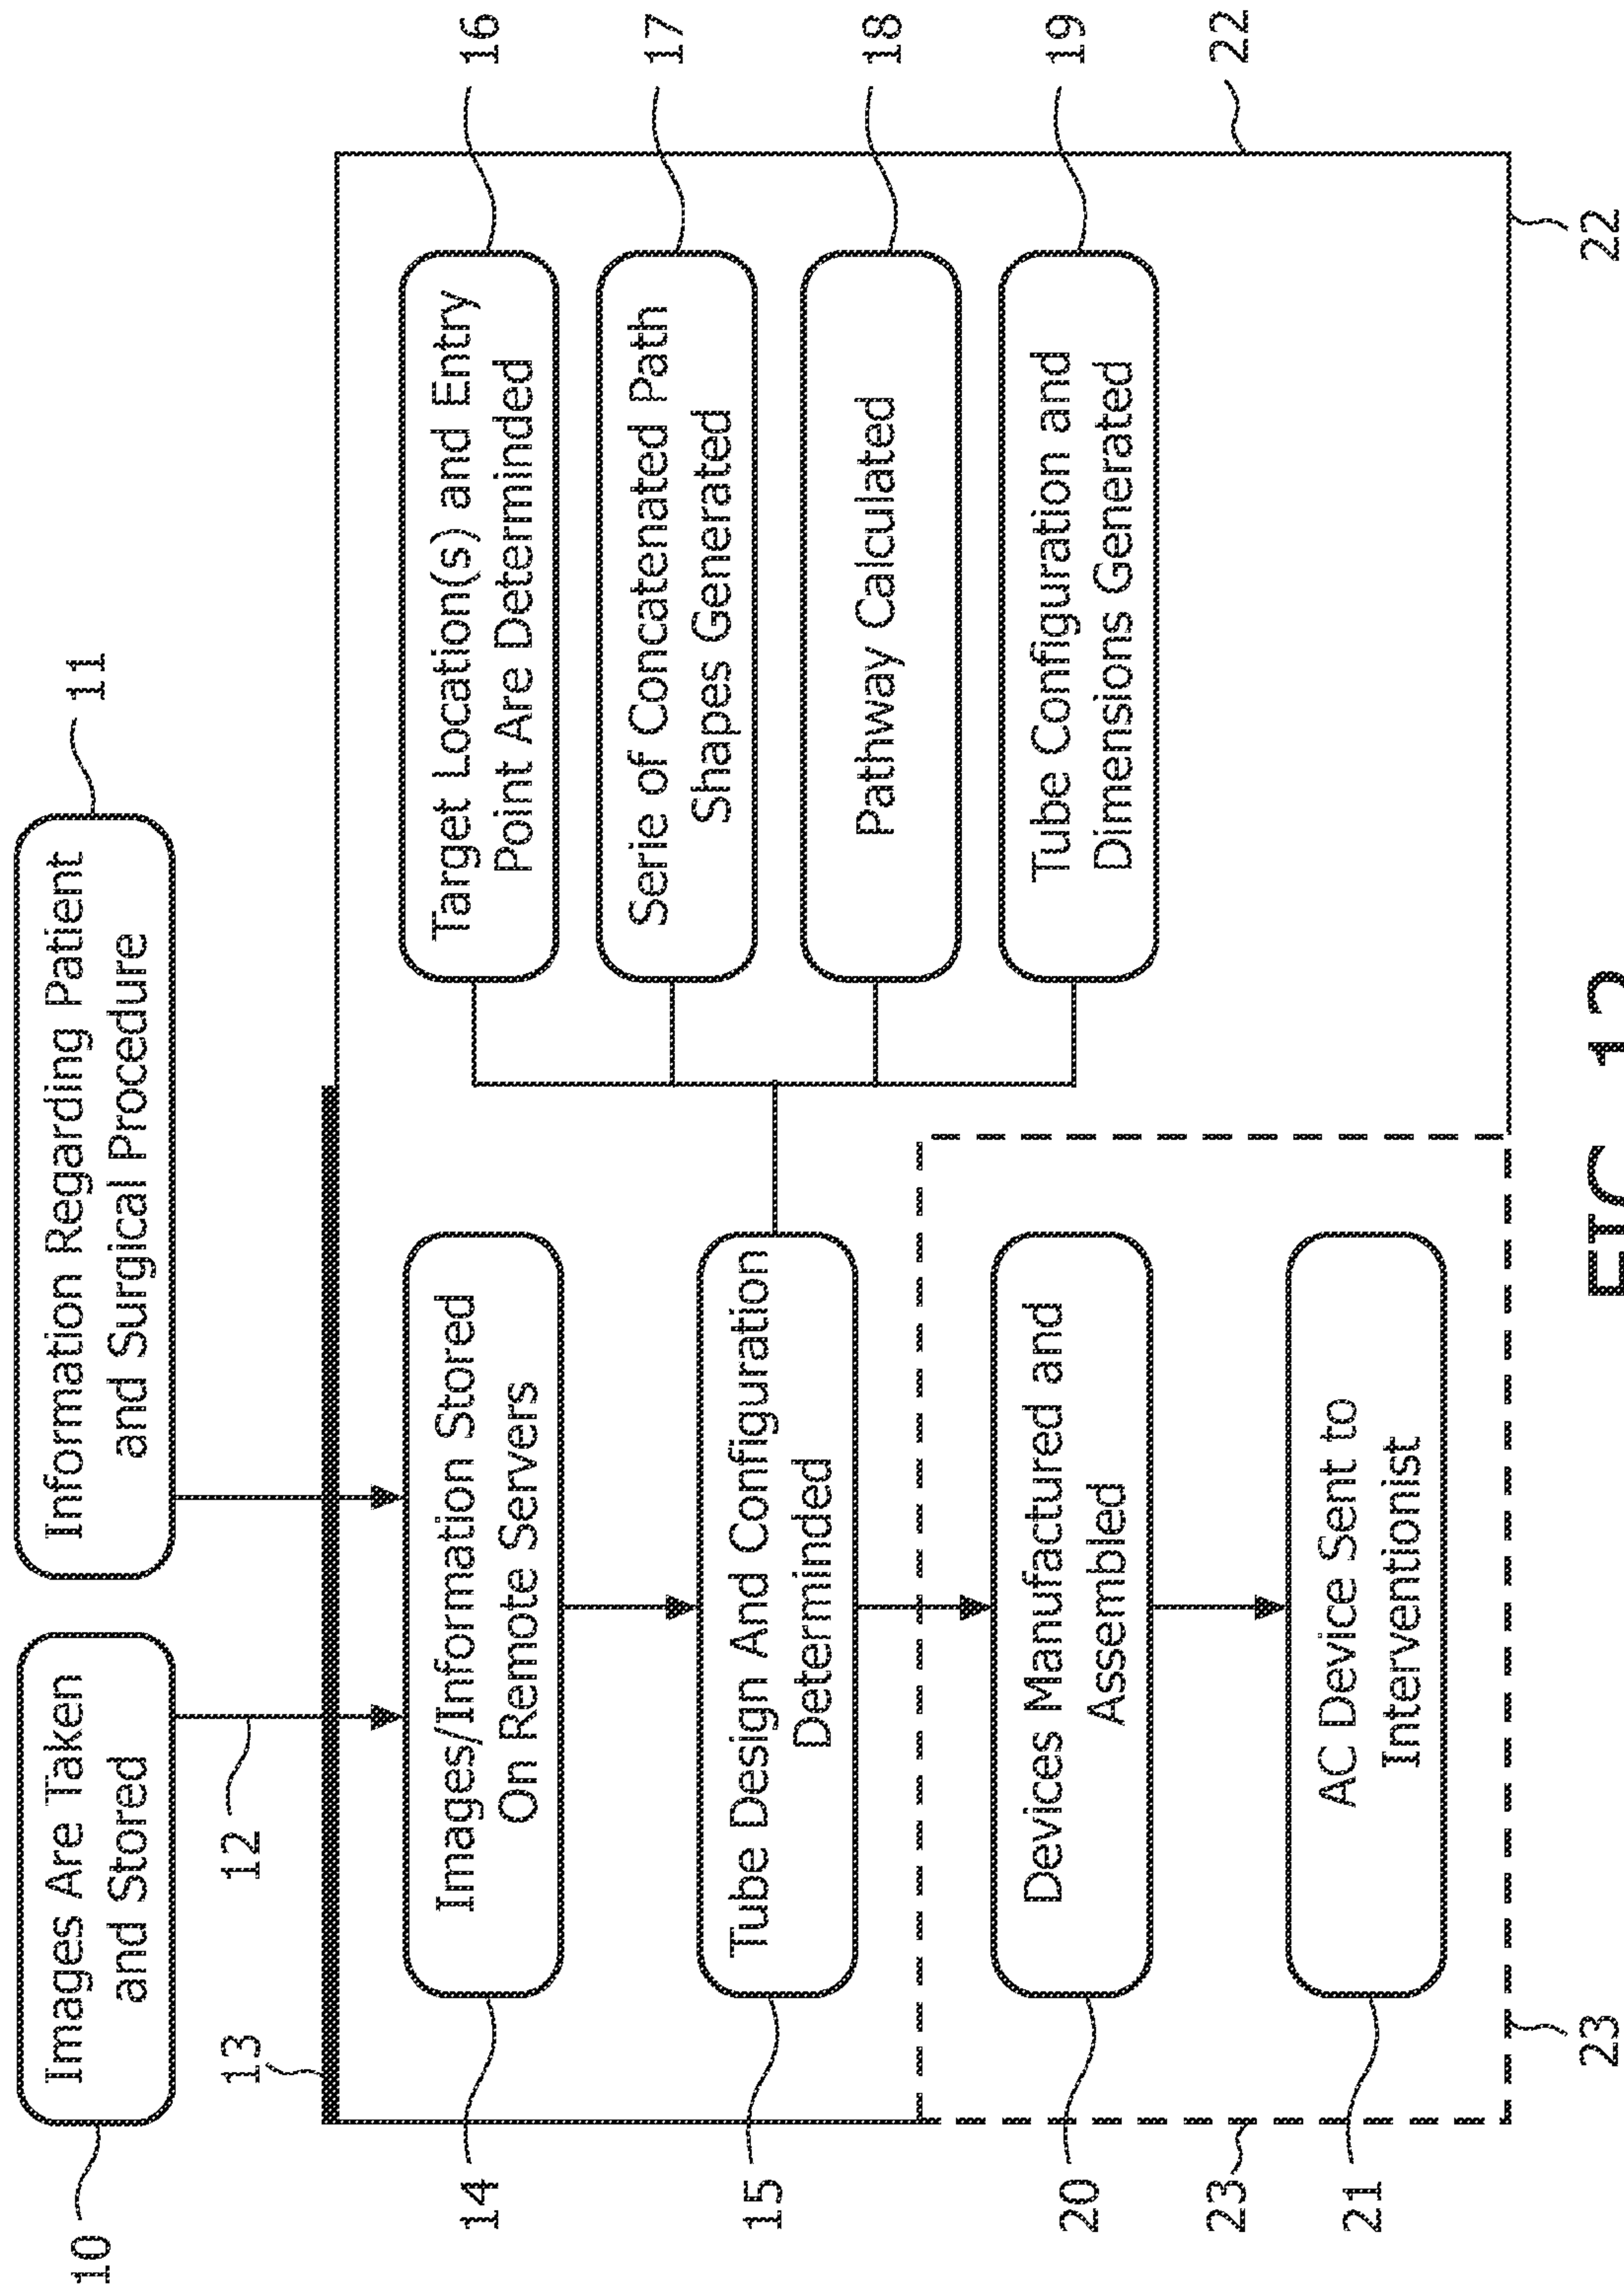 10
Images Are Taken
and Stored
Information Regarding Patient
and Surgical Procedure
11
12
13
14
Images/Information Stored
On Remote Servers
Target Location(s) and Entry
Point Are Determinded
16
Serie of Concatenated Path
Shapes Generated
17
15
Tube Design And Configuration
Determinded
Pathway Calculated
18
Tube Configuration and
Dimensions Generated
19
20
Devices Manufactured and
Assembled
22
23
21
AC Device Sent to
Interventionist
23
22
FIG. 12